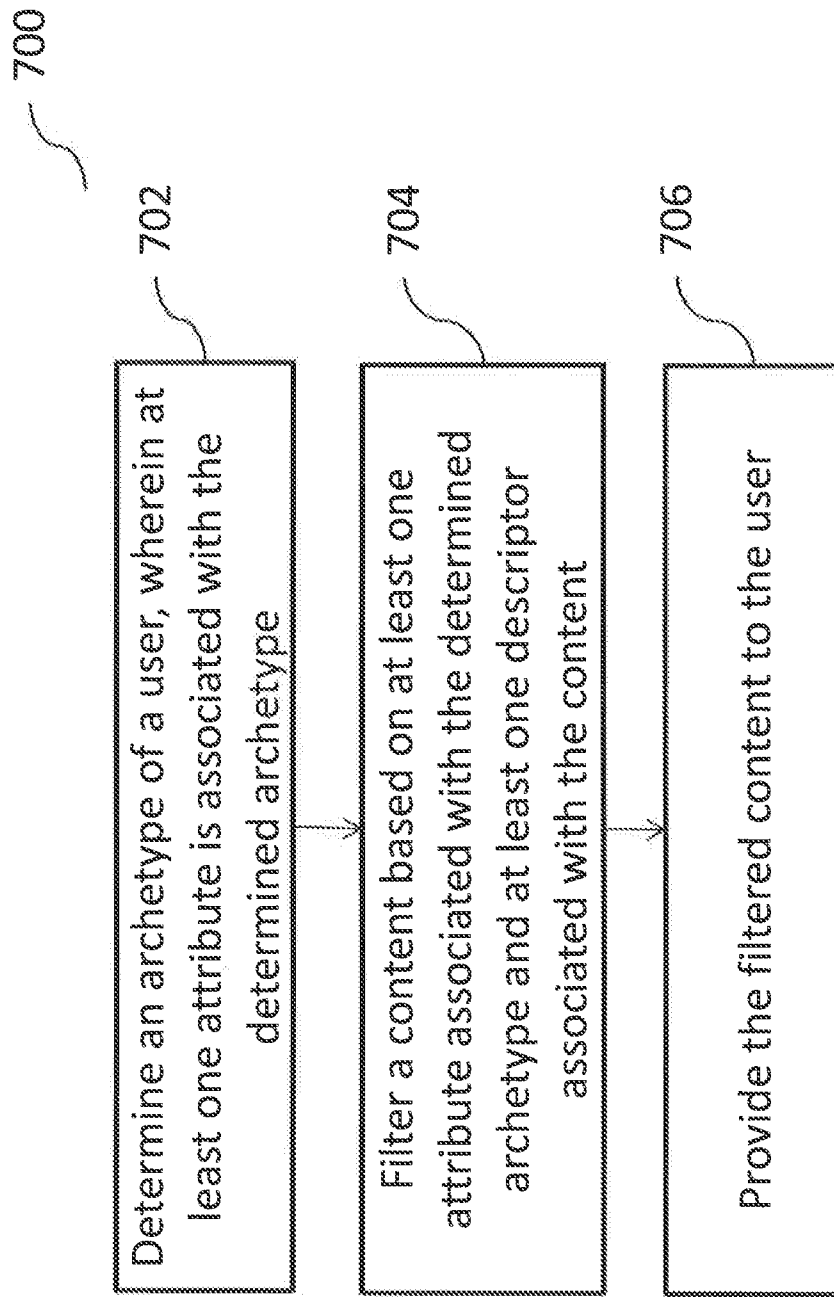 700
702
Determine an archetype of a user, wherein at
least one attribute is associated with the
determined archetype
704
Filter a content based on at least one
attribute associated with the determined
archetype and at least one descriptor
associated with the content
706
Provide the filtered content to the user